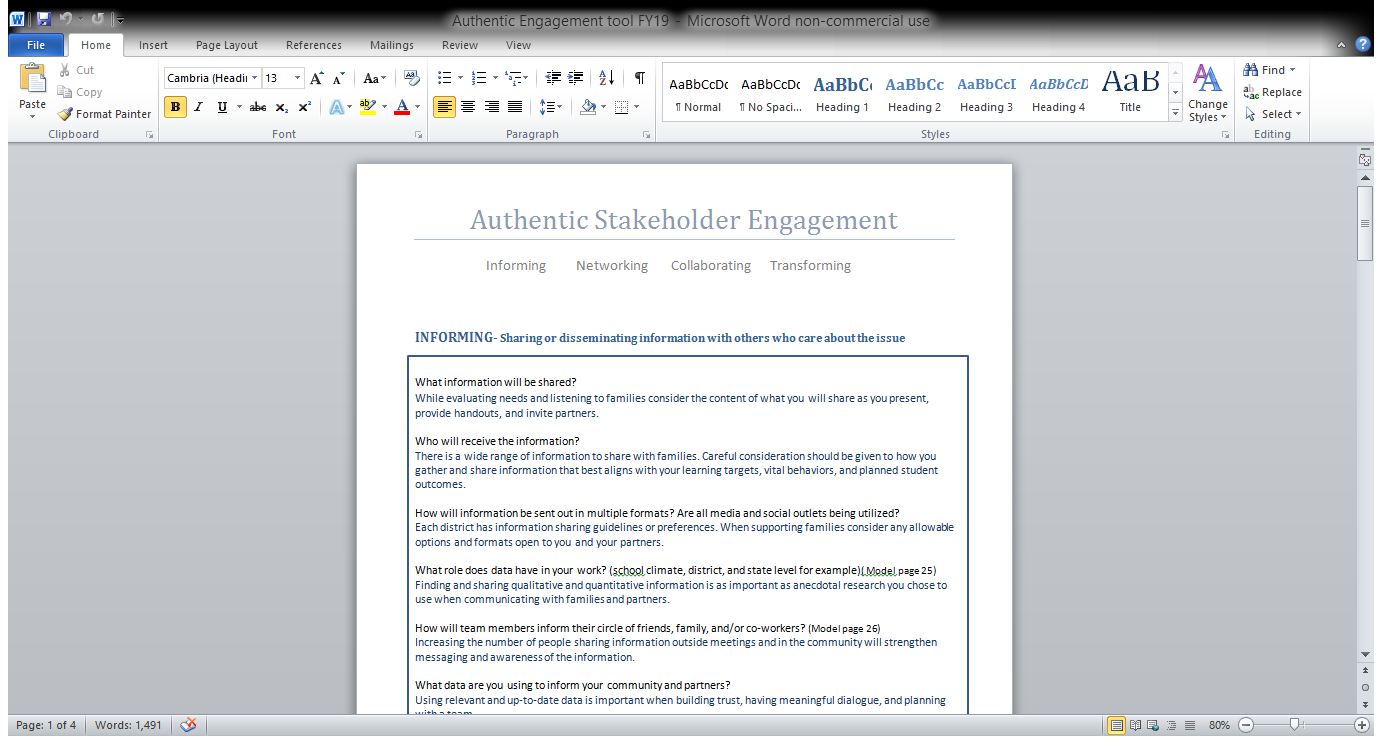 Authentic Engagement tool FY19 - Microsoft Word non-commercial use
File Home Insert Page Layout References Mailings Review View
Paste
Cut
Copy
Format Painter
Clipboard
Cambria (Headi 13
Font
Paragraph
AaBbCcDc AaBbCcDc AaBbC AaBbCc AaBbCcI AaBbCcD AaB
¶ Normal ¶ No Spaci... Heading 1 Heading 2 Heading 3 Heading 4 Title
Change
Styles
Styles
Find
Replace
Select
Editing
Authentic Stakeholder Engagement
Informing Networking Collaborating Transforming
INFORMING- Sharing or disseminating information with others who care about the issue
What information will be shared?
While evaluating needs and listening to families consider the content of what you will share as you present,
provide handouts, and invite partners.
Who will receive the information?
There is a wide range of information to share with families. Careful consideration should be given to how you
gather and share information that best aligns with your learning targets, vital behaviors, and planned student
outcomes.
How will information be sent out in multiple formats? Are all media and social outlets being utilized?
Each district has information sharing guidelines or preferences. When supporting families consider any allowable
options and formats open to you and your partners.
What role does data have in your work? (school climate, district, and state level for example)( Model page 25)
Finding and sharing qualitative and quantitative information is as important as anecdotal research you chose to
use when communicating with families and partners.
How will team members inform their circle of friends, family, and/or co-workers? (Model page 26)
Increasing the number of people sharing information outside meetings and in the community will strengthen
messaging and awareness of the information.
What data are you using to inform your community and partners?
Using relevant and up-to-date data is important when building trust, having meaningful dialogue, and planning
with a team.
Page: 1 of 4 Words: 1,491 80%